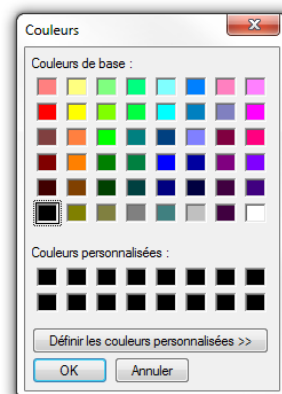 Couleurs
Couleurs de base :
Couleurs personnalisées :
Définir les couleurs personnalisées >>
OK
Annuler